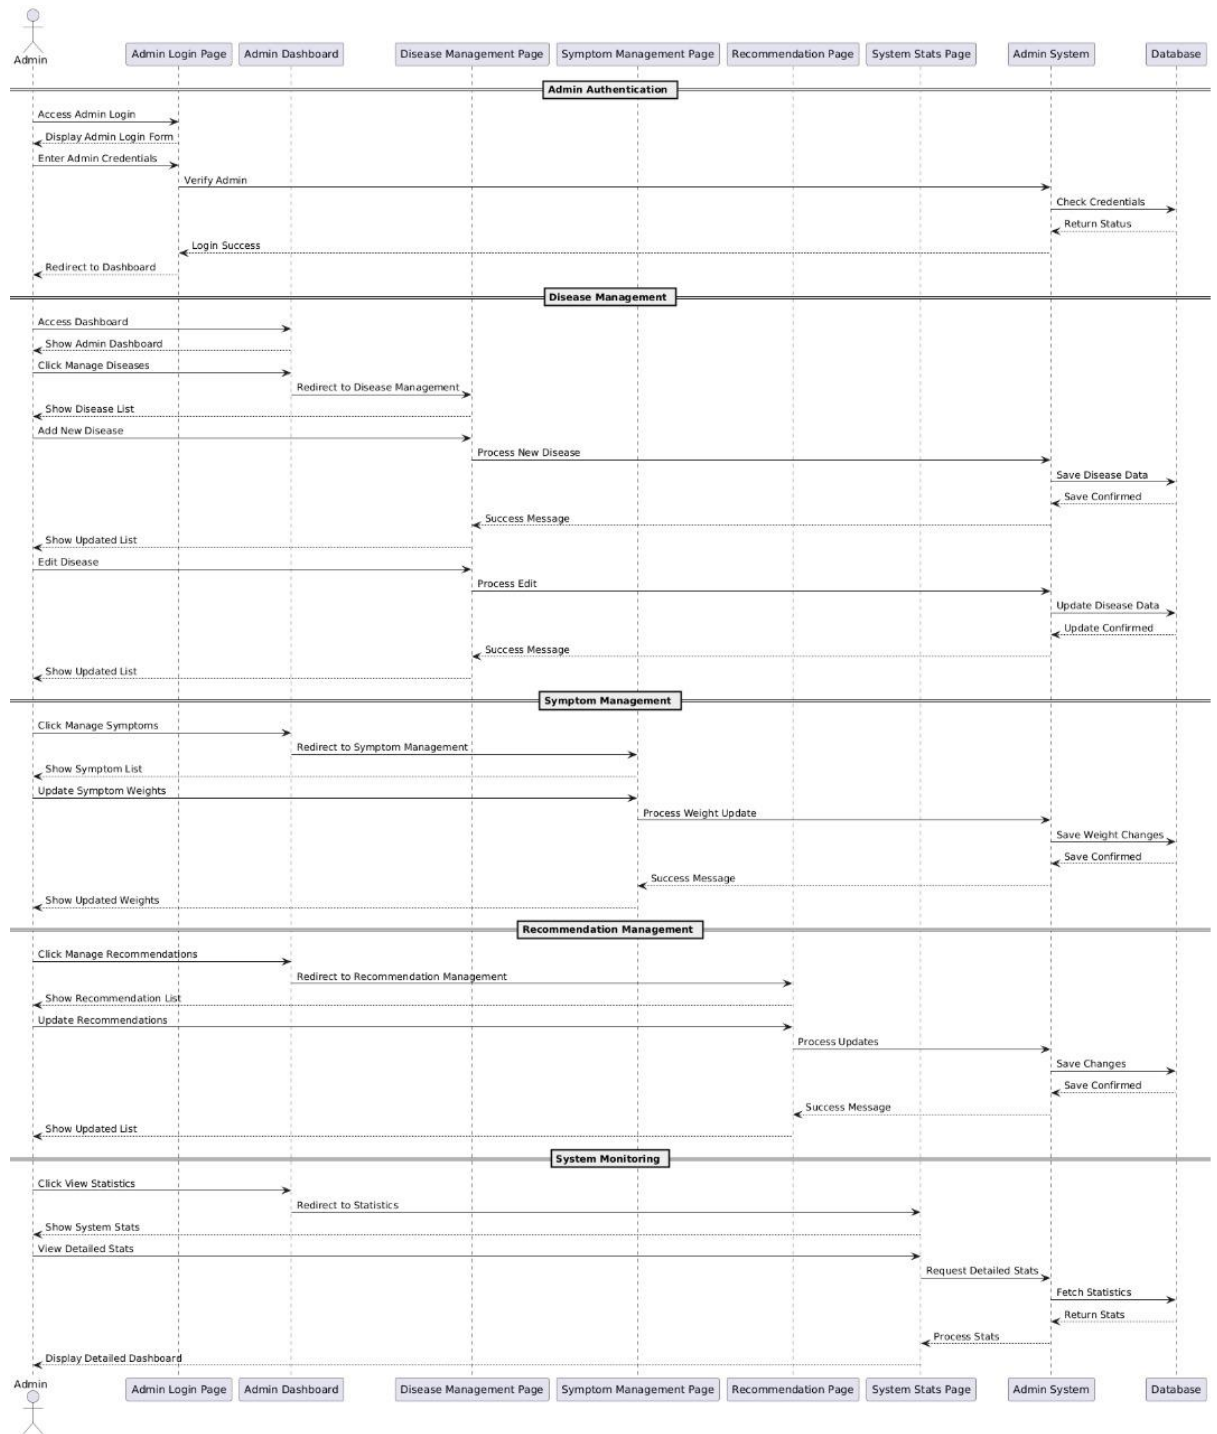 Admin
Admin Login Page
Admin Dashboard
Disease Management Page
Symptom Management Page
Recommendation Page
System Stats Page
Admin System
Database
Admin Authentication
Access Admin Login
Display Admin Login Form
Enter Admin Credentials
Verify Admin
Check Credentials
Return Status
Login Success
Redirect to Dashboard
Disease Management
Access Dashboard
Show Admin Dashboard
Click Manage Diseases
Redirect to Disease Management
Show Disease List
Add New Disease
Process New Disease
Save Disease Data
Save Confirmed
Success Message
Show Updated List
Edit Disease
Process Edit
Update Disease Data
Update Confirmed
Success Message
Show Updated List
Symptom Management
Click Manage Symptoms
Redirect to Symptom Management
Show Symptom List
Update Symptom Weights
Process Weight Update
Save Weight Changes
Save Confirmed
Success Message
Show Updated Weights
Recommendation Management
Click Manage Recommendations
Redirect to Recommendation Management
Show Recommendation List
Update Recommendations
Process Updates
Save Changes
Save Confirmed
Success Message
Show Updated List
System Monitoring
Click View Statistics
Redirect to Statistics
Show System Stats
View Detailed Stats
Request Detailed Stats
Fetch Statistics
Return Stats
Process Stats
Display Detailed Dashboard
Admin
Admin Login Page
Admin Dashboard
Disease Management Page
Symptom Management Page
Recommendation Page
System Stats Page
Admin System
Database